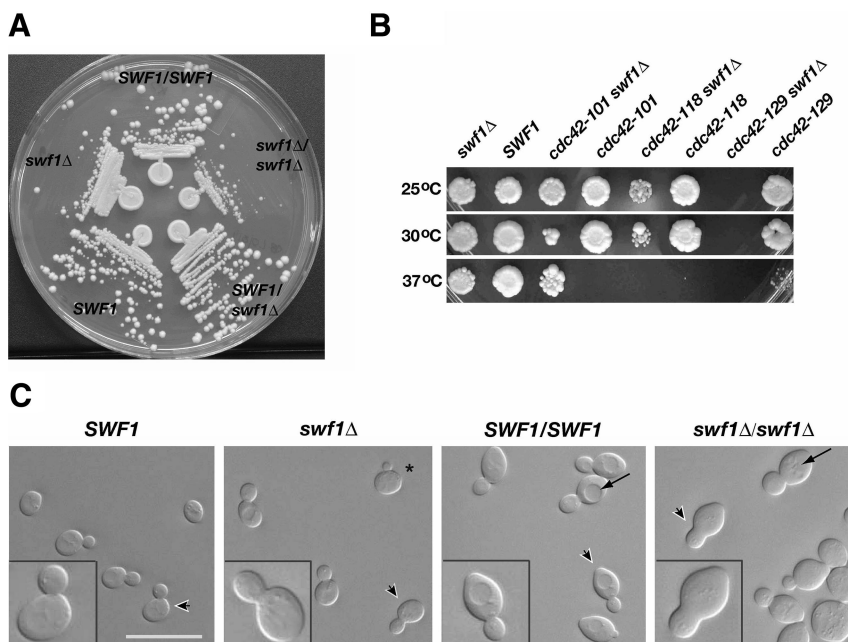 A
SWF1/SWF1
swf1Δ
swf1Δ/
swf1Δ
SWF1
SWF1/
swf1Δ
B
swf1Δ
SWF1
cdc42-101 swf1Δ
cdc42-101
cdc42-118 swf1Δ
cdc42-118
cdc42-129 swf1Δ
cdc42-129
25ºC
30ºC
37ºC
C
SWF1
swf1Δ
SWF1/SWF1
swf1Δ/swf1Δ
*